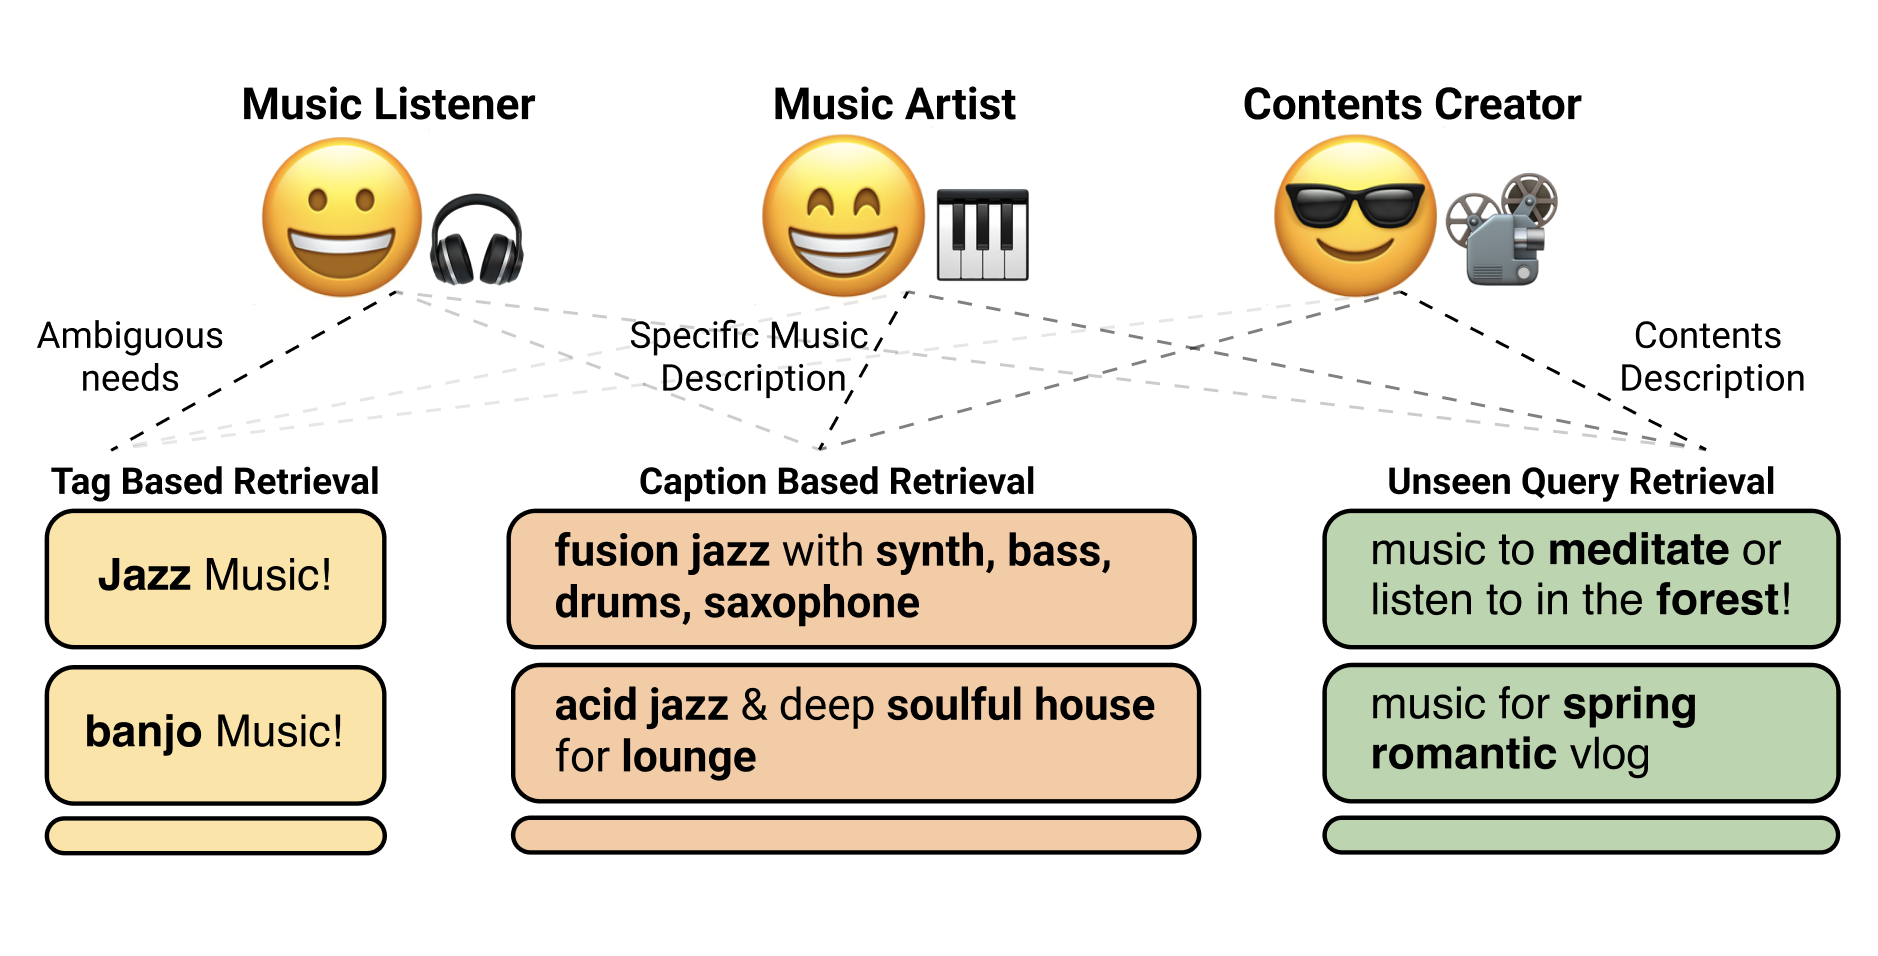 Music Listener
Music Artist
Contents Creator
Ambiguous
needs
Specific Music
Description
Contents
Description
Tag Based Retrieval
Jazz Music!
banjo Music!
Caption Based Retrieval
fusion jazz with synth, bass,
drums, saxophone
acid jazz & deep soulful house
for lounge
Unseen Query Retrieval
music to meditate or
listen to in the forest!
music for spring
romantic vlog